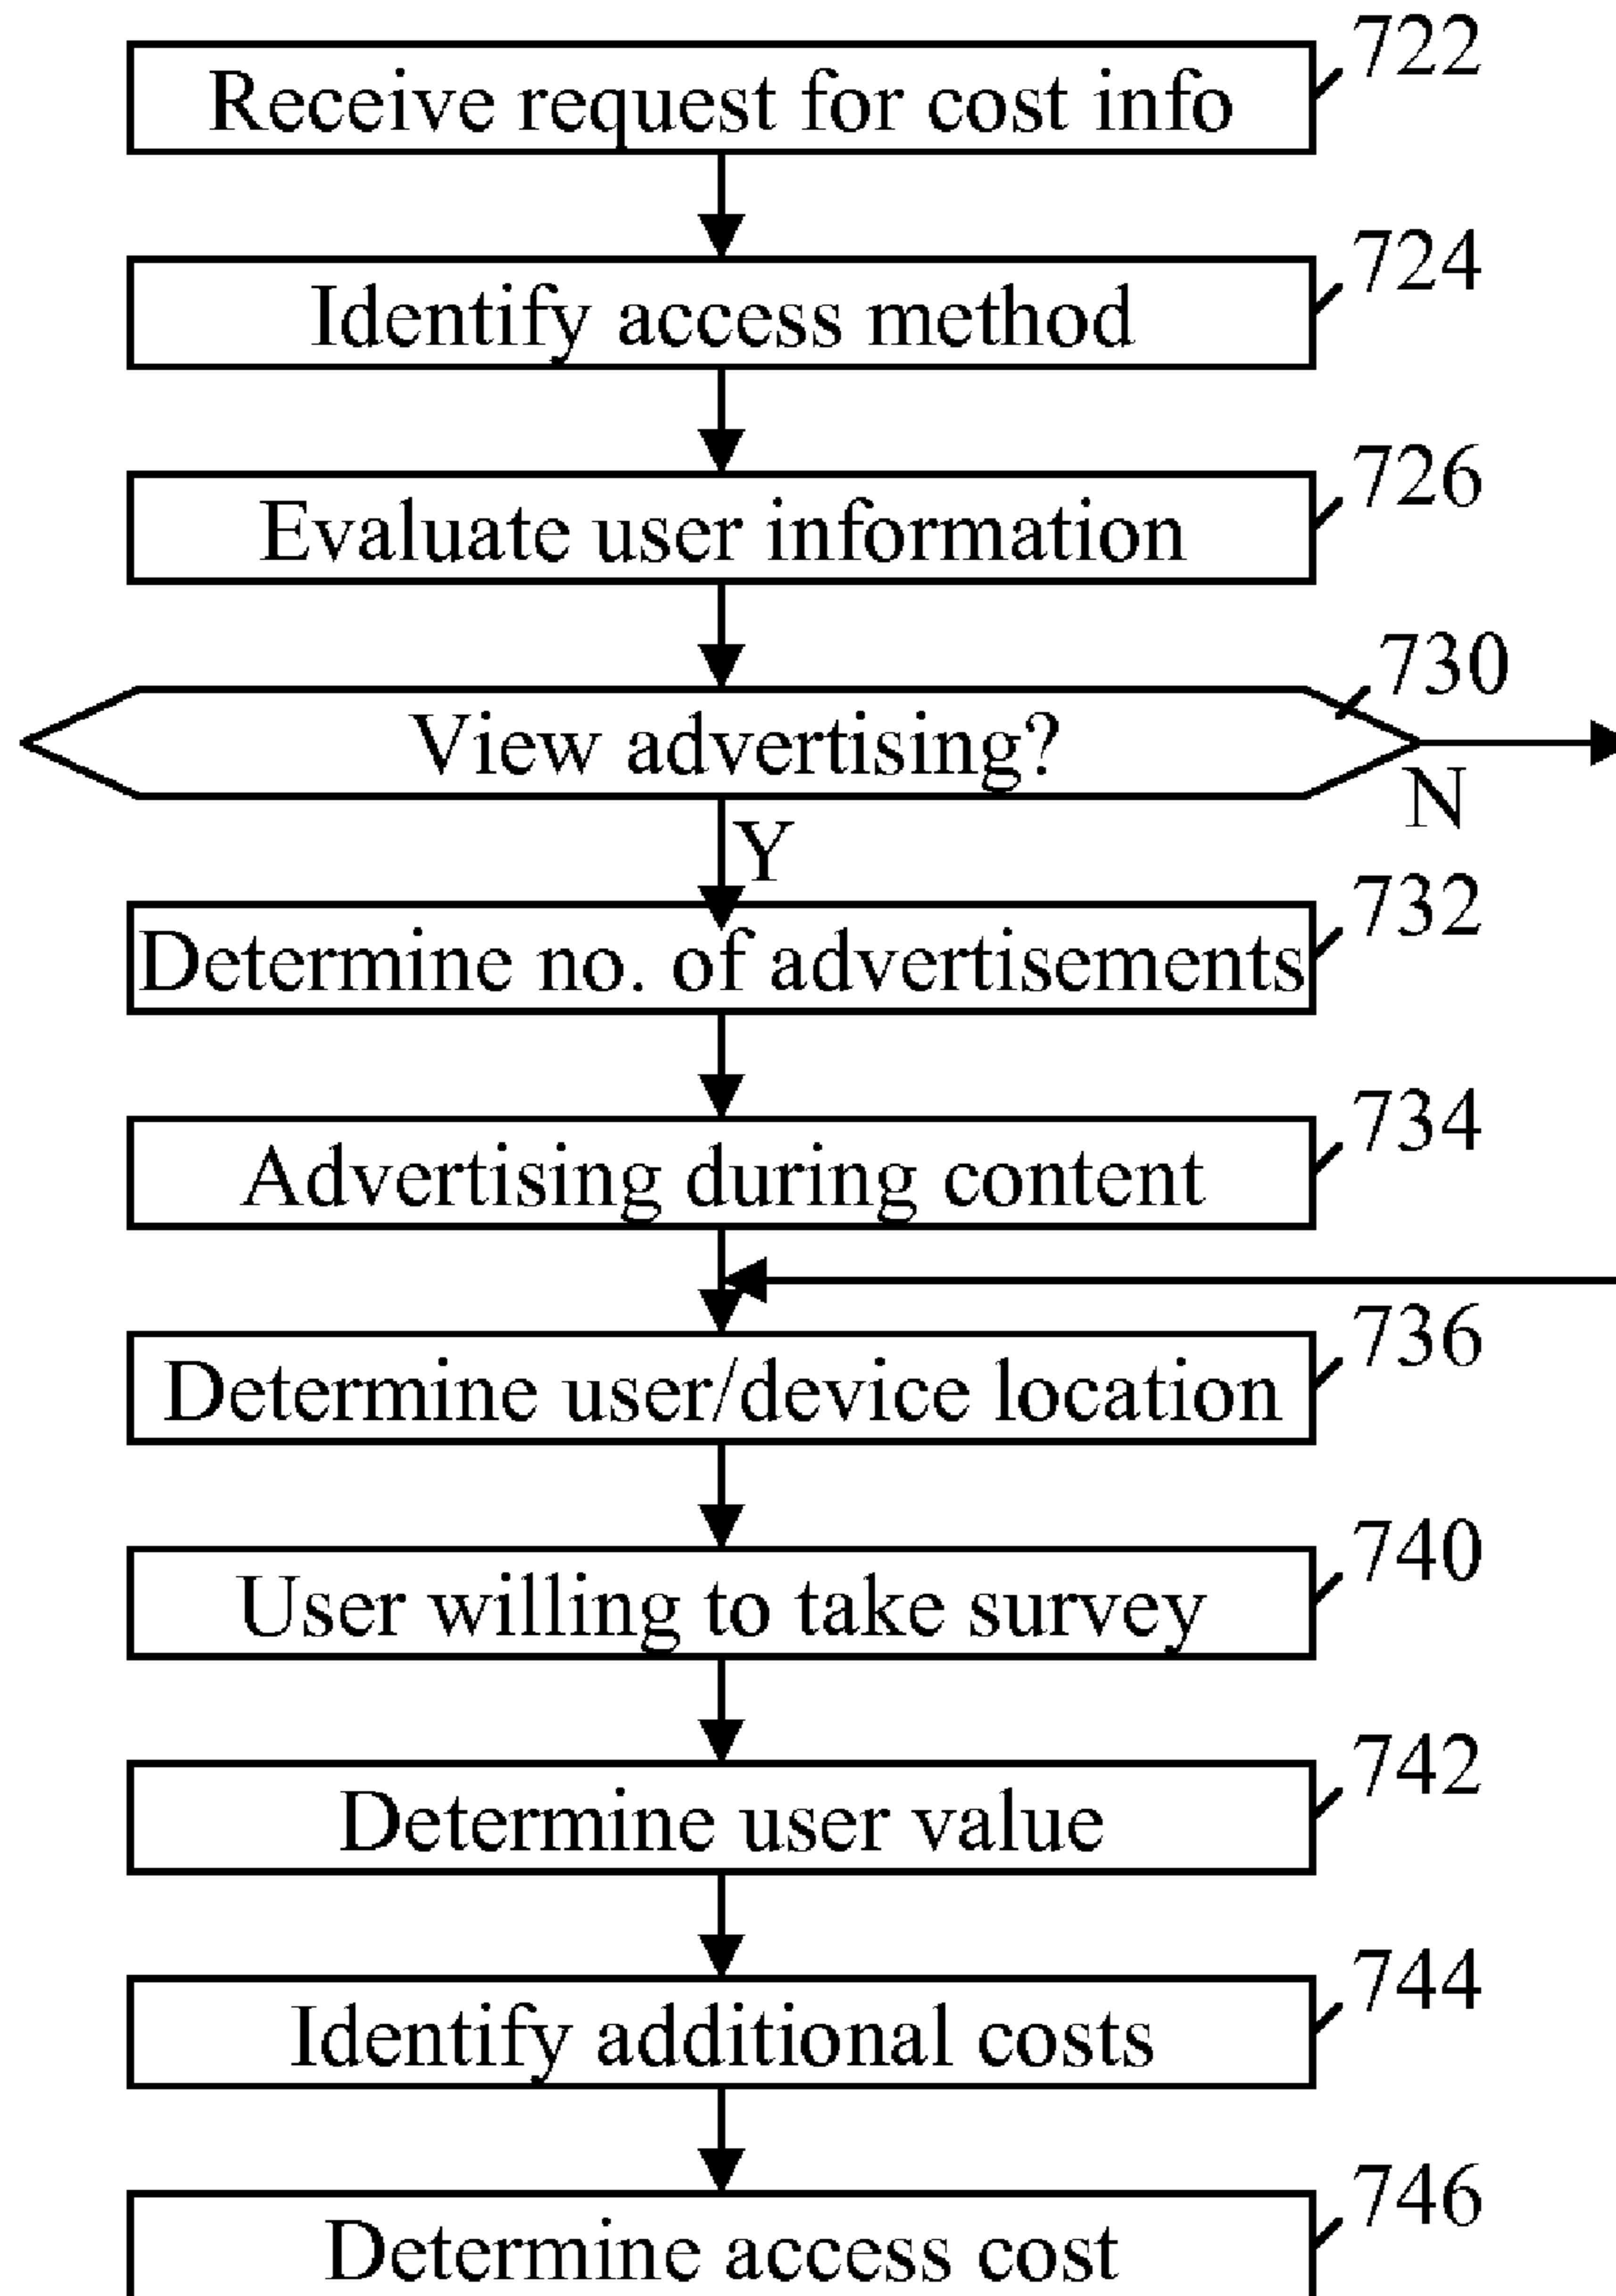 722
Receive request for cost info
724
Identify access method
726
Evaluate user information
730
View advertising?
N
Y
732
Determine no. of advertisements
734
Advertising during content
736
Determine user/device location
740
User willing to take survey
742
Determine user value
744
Identify additional costs
746
Determine access cost